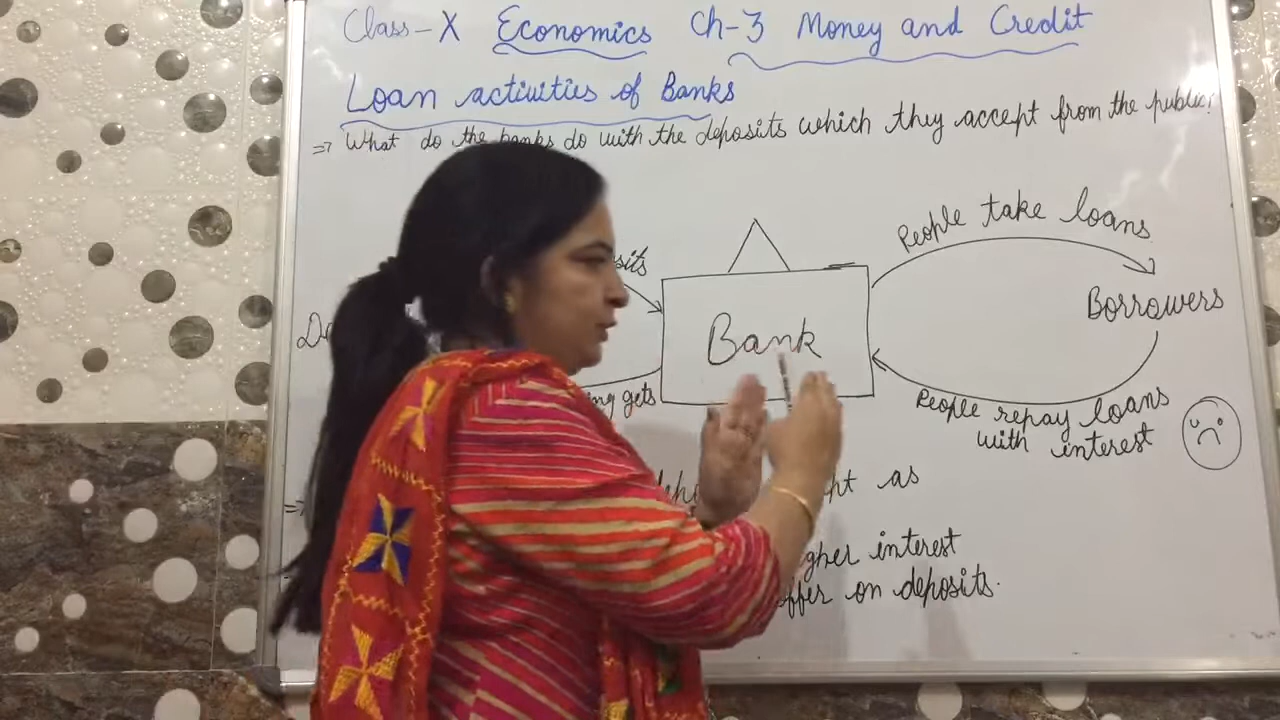 Class-X Economics Ch-3 Money and Credit
Loan activities of Banks
⇒ What do the banks do with the deposits which they accept from the public?
People take loans
Borrowers
Bank
gets
People repay loans
with interest
⇒ as
interest
offer on deposits.